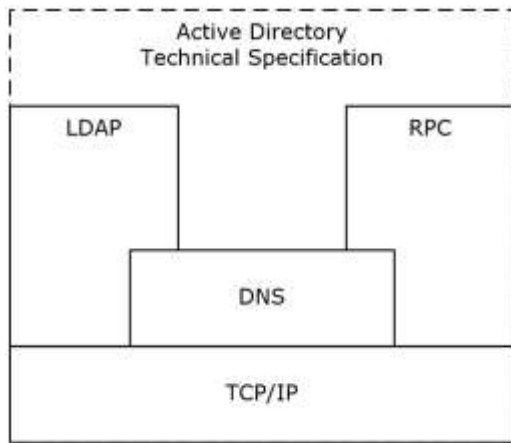 Active Directory
Technical Specification
LDAP
RPC
DNS
TCP/IP